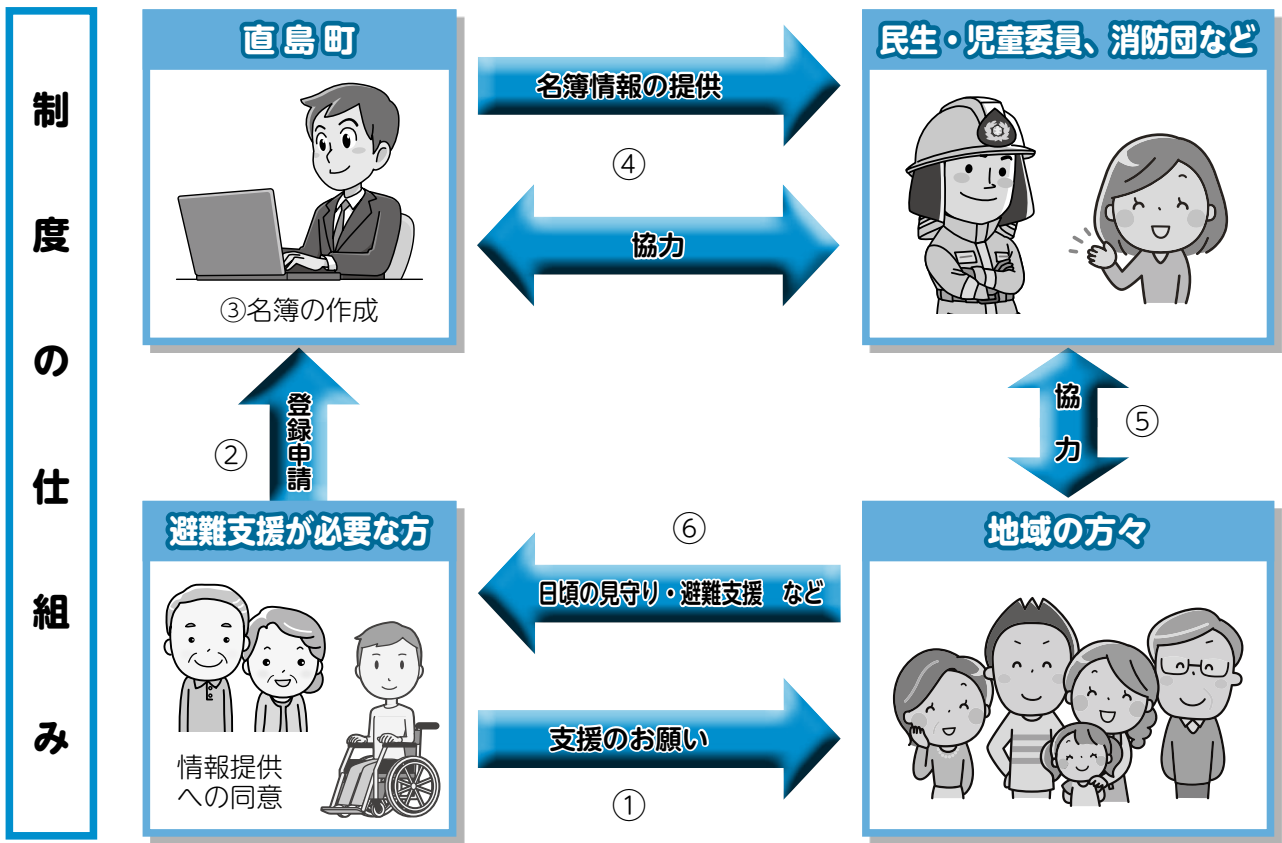 制度の仕組み
直島町
③名簿の作成
名簿情報の提供
④
協力
民生・児童委員、消防団など
②
登録申請
協力
⑤
避難支援が必要な方
情報提供
への同意
⑥
日頃の見守り・避難支援　など
支援のお願い
①
地域の方々